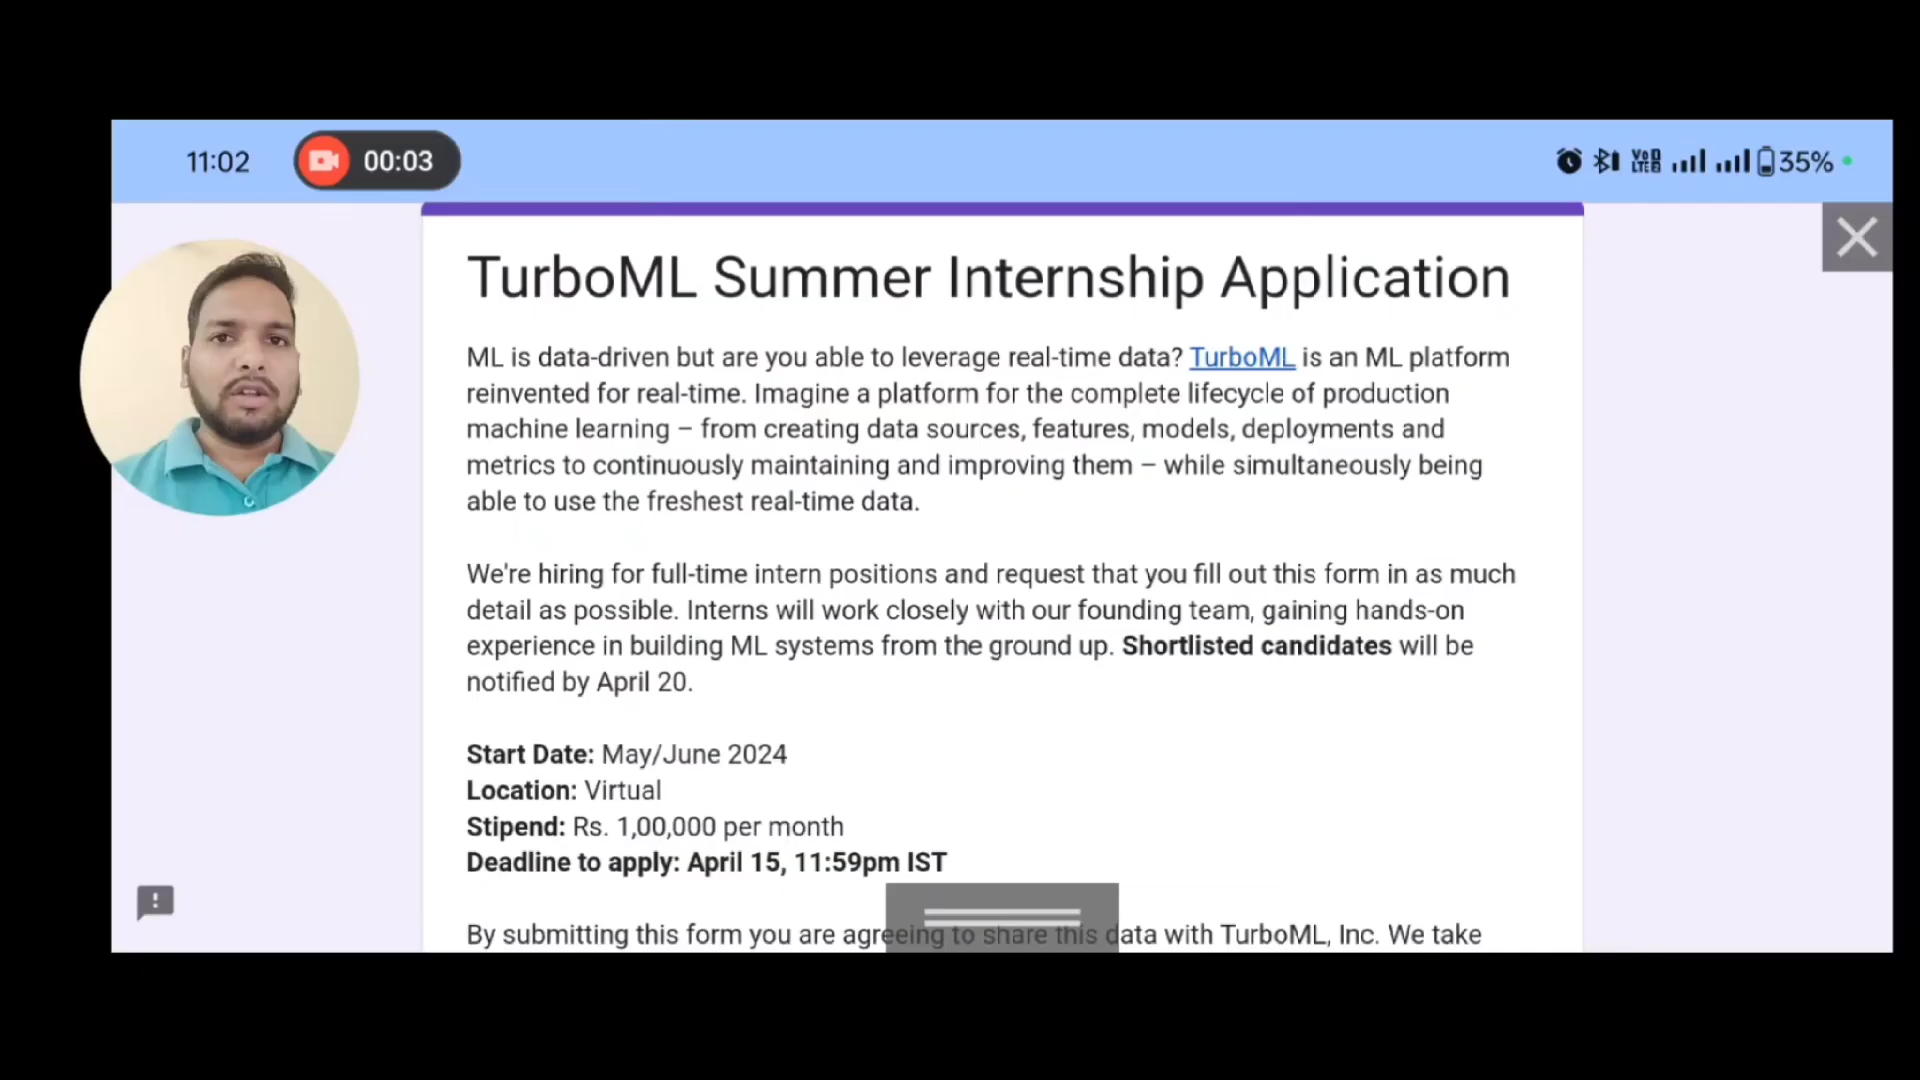 11:02
00:03
Vo
LTE2
35%
TurboML Summer Internship Application
ML is data-driven but are you able to leverage real-time data? TurboML is an ML platform
reinvented for real-time. Imagine a platform for the complete lifecycle of production
machine learning – from creating data sources, features, models, deployments and
metrics to continuously maintaining and improving them – while simultaneously being
able to use the freshest real-time data.
We're hiring for full-time intern positions and request that you fill out this form in as much
detail as possible. Interns will work closely with our founding team, gaining hands-on
experience in building ML systems from the ground up. Shortlisted candidates will be
notified by April 20.
Start Date: May/June 2024
Location: Virtual
Stipend: Rs. 1,00,000 per month
Deadline to apply: April 15, 11:59pm IST
By submitting this form you are agreeing to share this data with TurboML, Inc. We take